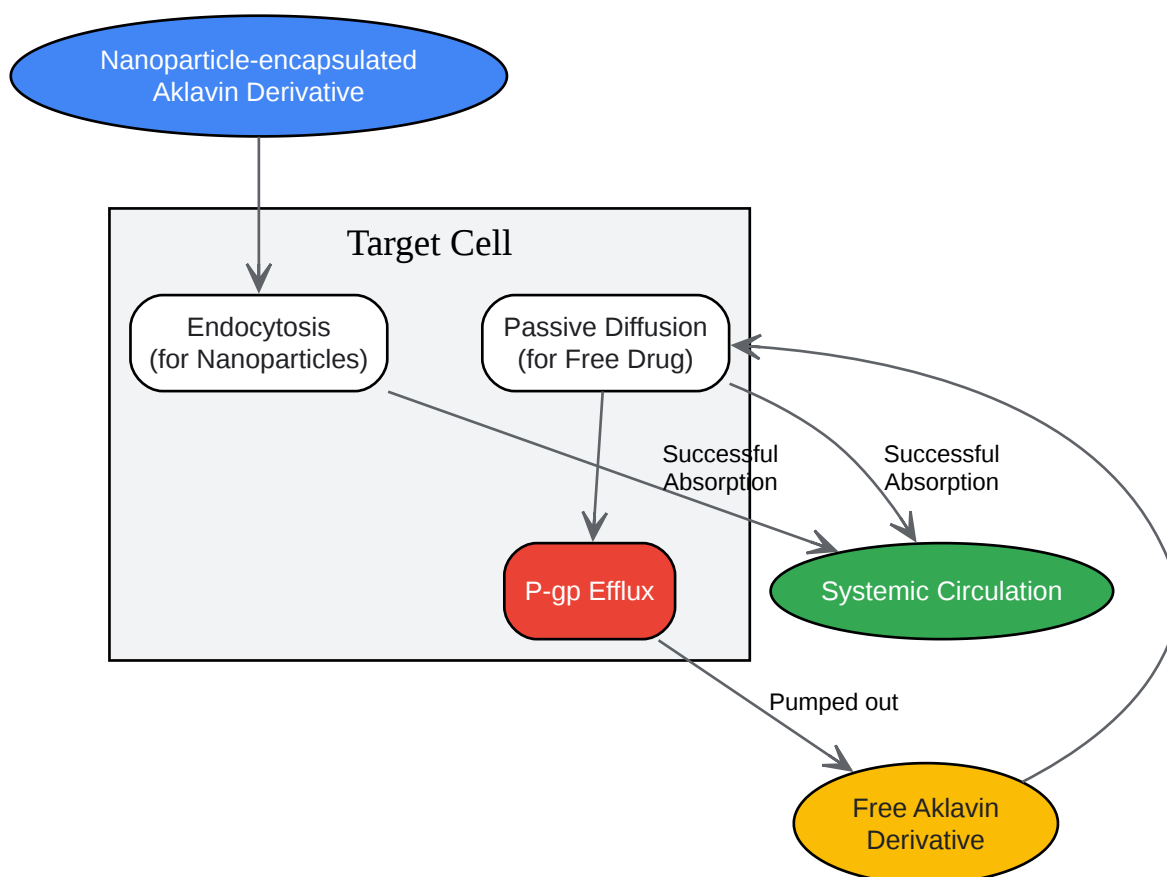 Nanoparticle-encapsulated
Aklavin Derivative
Target Cell
Endocytosis
(for Nanoparticles)
Passive Diffusion
(for Free Drug)
Successful
Absorption
Successful
Absorption
P-gp Efflux
Systemic Circulation
Pumped out
Free Aklavin
Derivative